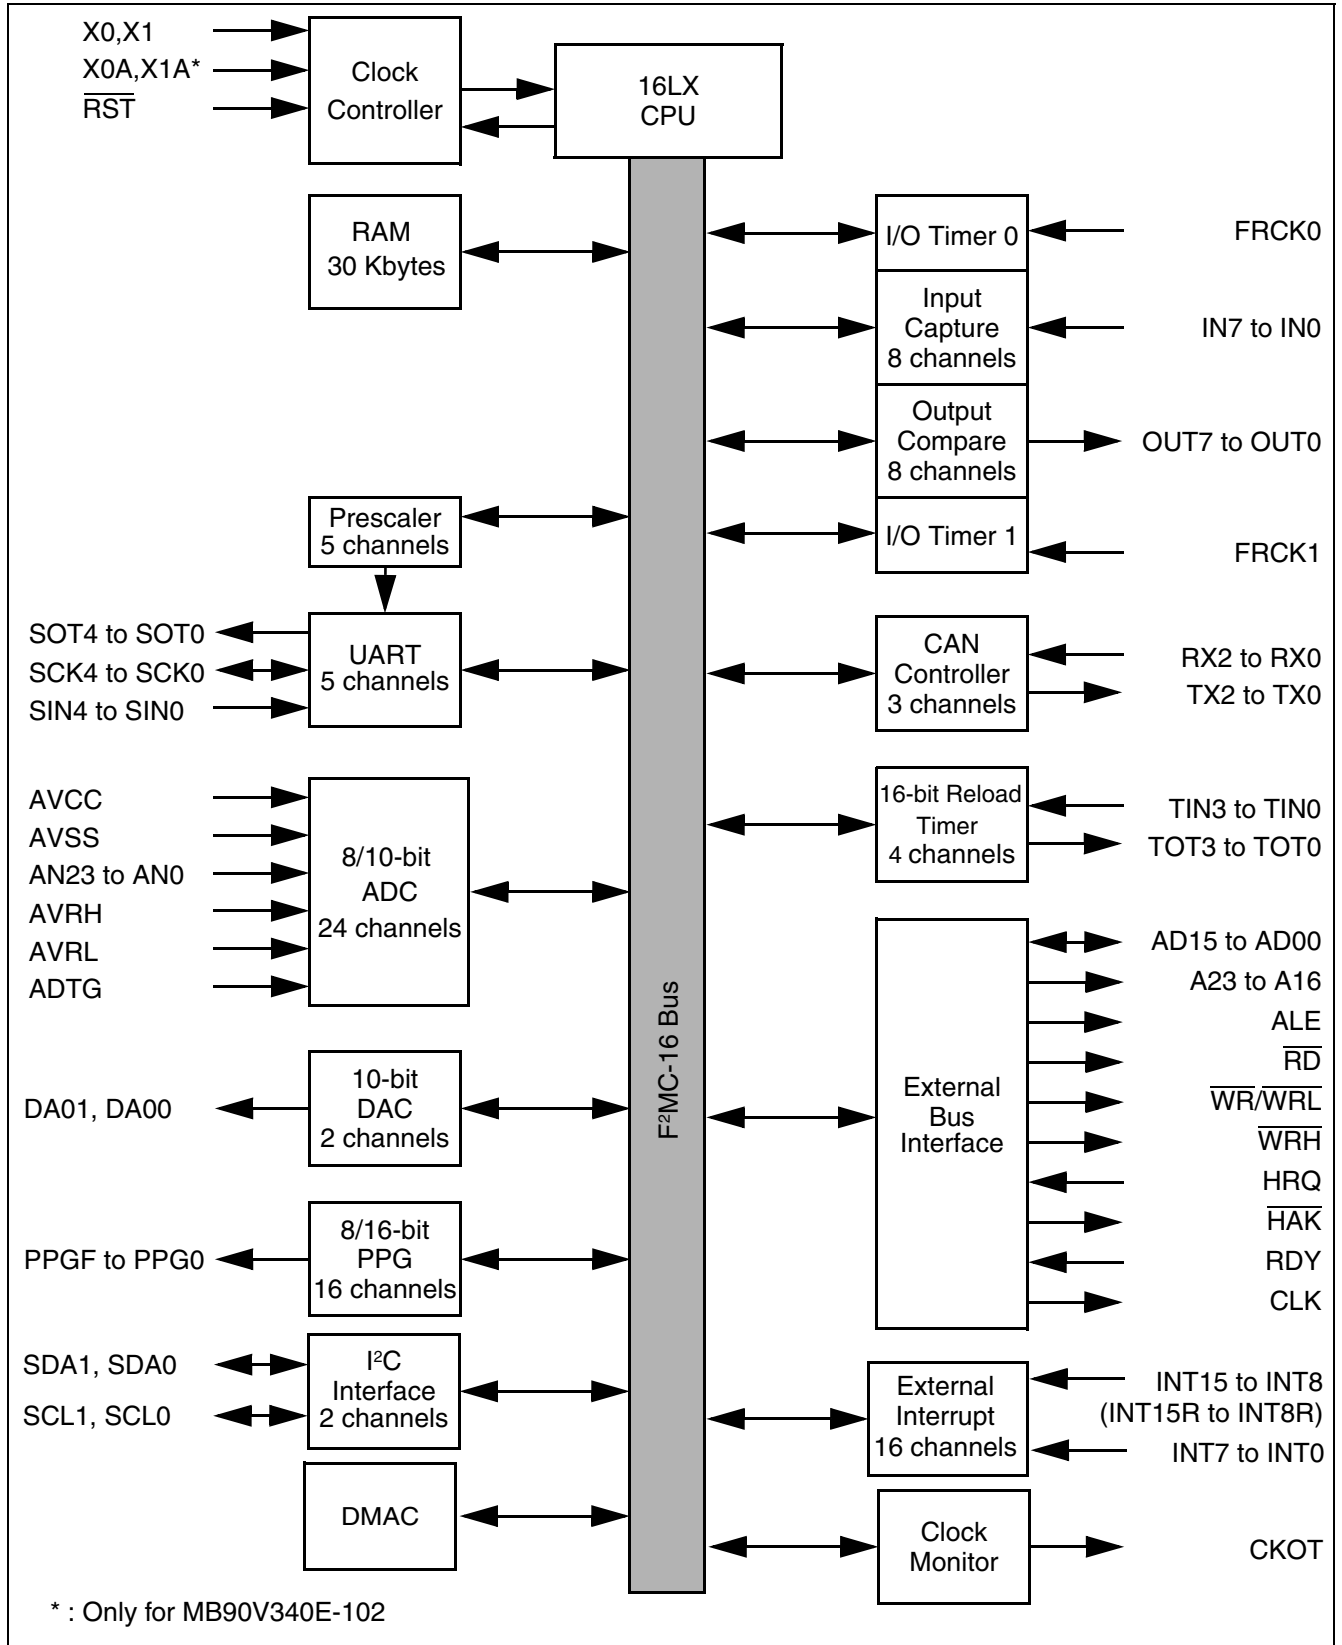 X0,X1
X0A,X1A*
RST
Clock
Controller
16LX
CPU
RAM
30 Kbytes
I/O Timer 0
FRCK0
Input
Capture
8 channels
IN7 to IN0
Output
Compare
8 channels
OUT7 to OUT0
I/O Timer 1
FRCK1
Prescaler
5 channels
SOT4 to SOT0
SCK4 to SCK0
SIN4 to SIN0
UART
5 channels
CAN
Controller
3 channels
RX2 to RX0
TX2 to TX0
AVCC
AVSS
AN23 to AN0
AVRH
AVRL
ADTG
8/10-bit
ADC
24 channels
16-bit Reload
Timer
4 channels
TIN3 to TIN0
TOT3 to TOT0
F²MC-16 Bus
External
Bus
Interface
AD15 to AD00
A23 to A16
ALE
RD
WR/WRL
WRH
HRQ
HAK
RDY
CLK
DA01, DA00
10-bit
DAC
2 channels
PPGF to PPG0
8/16-bit
PPG
16 channels
SDA1, SDA0
SCL1, SCL0
I²C
Interface
2 channels
External
Interrupt
16 channels
INT15 to INT8
(INT15R to INT8R)
INT7 to INT0
DMAC
Clock
Monitor
CKOT
* : Only for MB90V340E-102